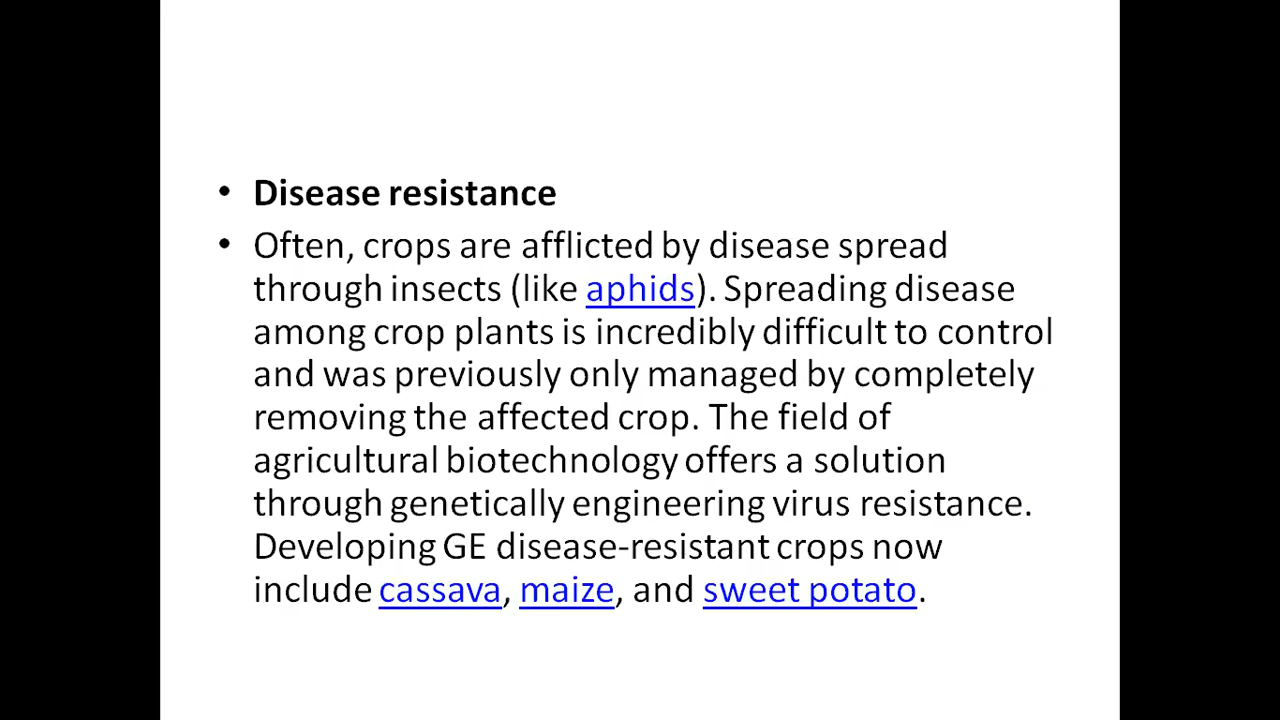 • Disease resistance
• Often, crops are afflicted by disease spread
through insects (like aphids). Spreading disease
among crop plants is incredibly difficult to control
and was previously only managed by completely
removing the affected crop. The field of
agricultural biotechnology offers a solution
through genetically engineering virus resistance.
Developing GE disease-resistant crops now
include cassava, maize, and sweet potato.